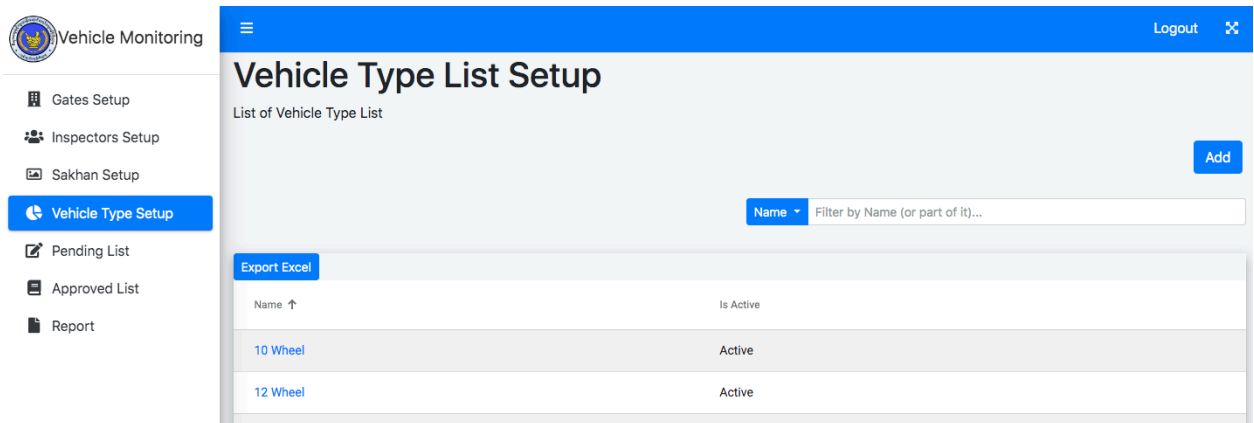 Vehicle Monitoring
Logout
Gates Setup
Inspectors Setup
Sakhan Setup
Vehicle Type Setup
Pending List
Approved List
Report
Vehicle Type List Setup
List of Vehicle Type List
Add
Name Filter by Name (or part of it)...
Export Excel
Name Is Active
10 Wheel Active
12 Wheel Active